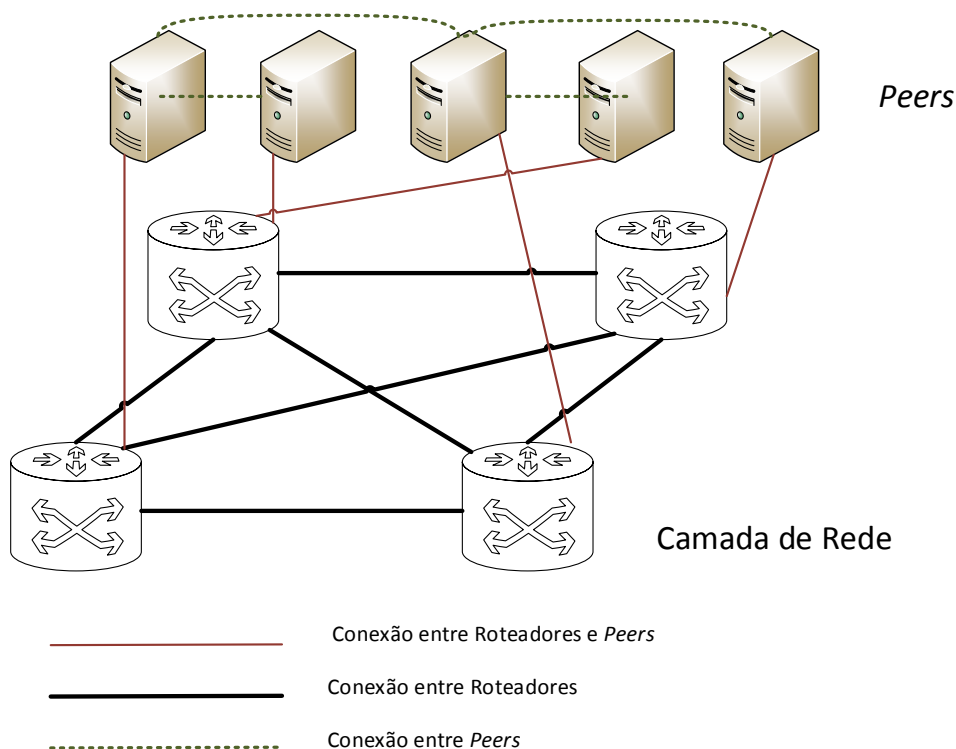 Peers
Camada de Rede
Conexão entre Roteadores e Peers
Conexão entre Roteadores
Conexão entre Peers